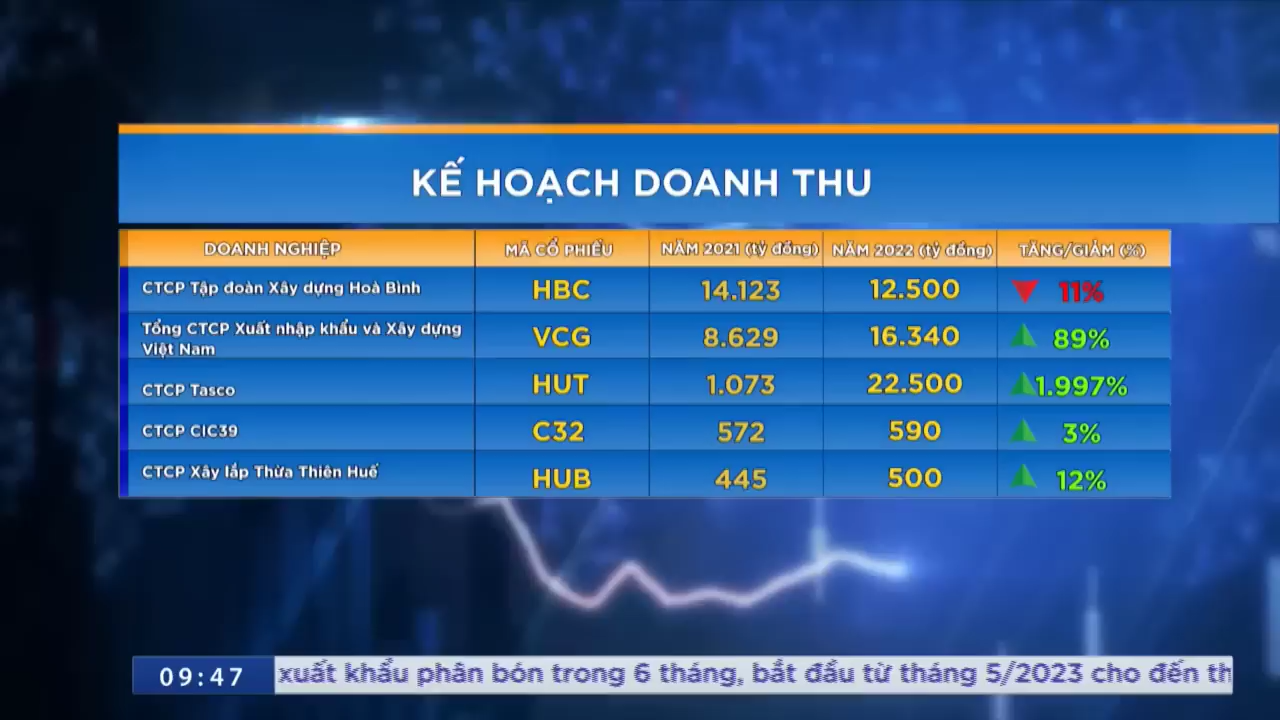 KẾ HOẠCH DOANH THU
DOANH NGHIỆP MÃ CỔ PHIẾU NĂM 2021 (tỷ đồng) NĂM 2022 (tỷ đồng) TĂNG/GIẢM (%)
CTCP Tập đoàn Xây dựng Hoà Bình HBC 14.123 12.500 11%
Tổng CTCP Xuất nhập khẩu và Xây dựng
Việt Nam VCG 8.629 16.340 89%
CTCP Tasco HUT 1.073 22.500 1.997%
CTCP CIC39 C32 572 590 3%
CTCP Xây lắp Thừa Thiên Huế HUB 445 500 12%
09:47 xuất khẩu phân bón trong 6 tháng, bắt đầu từ tháng 5/2023 cho đến th